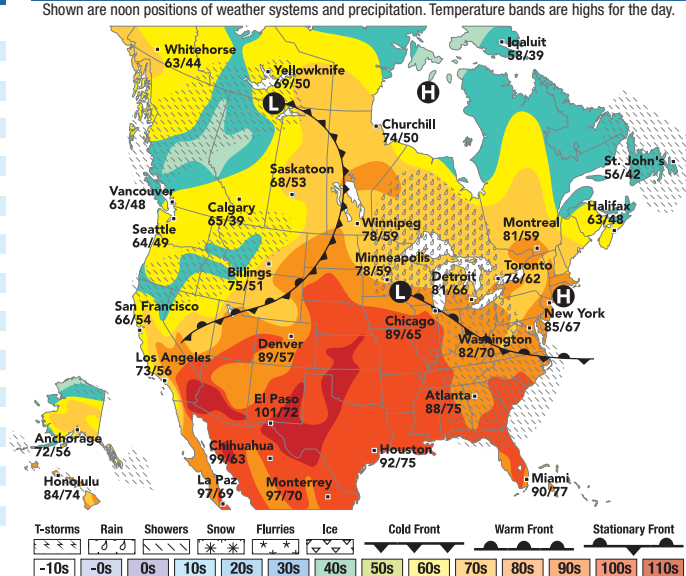 Shown are noon positions of weather systems and precipitation. Temperature bands are highs for the day.
Whitehorse
63/44
Iqaluit
58/39
Yellowknife
69/50
H
L
Churchill
74/50
St. John's
56/42
Saskatoon
68/53
Vancouver
63/48
Calgary
65/39
Halifax
63/48
Seattle
64/49
Winnipeg
78/59
Montreal
81/59
Minneapolis
78/59
Toronto
76/62
Billings
75/51
Detroit
81/66
L
H
San Francisco
66/54
New York
85/67
Chicago
89/65
Denver
89/57
Washington
82/70
Los Angeles
73/56
El Paso
101/72
Atlanta
88/75
Anchorage
72/56
Chihuahua
99/63
Houston
92/75
Honolulu
84/74
La Paz
97/69
Monterrey
97/70
Miami
90/77
T-storms Rain Showers Snow Flurries Ice Cold Front Warm Front Stationary Front
-10s -0s 0s 10s 20s 30s 40s 50s 60s 70s 80s 90s 100s 110s